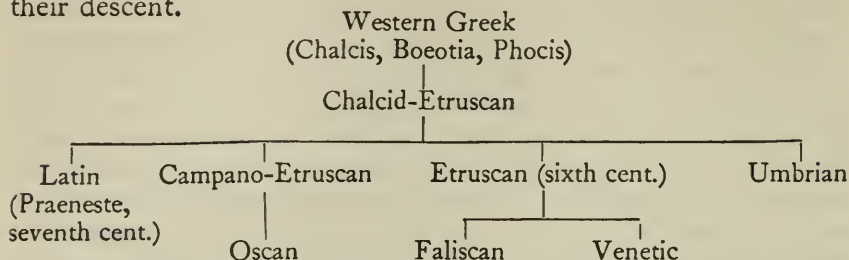 their descent.
Western Greek
(Chalcis, Boeotia, Phocis)
Chalcid-Etruscan
Latin Campano-Etruscan Etruscan (sixth cent.) Umbrian
(Praeneste,
seventh cent.)
Oscan Faliscan Venetic